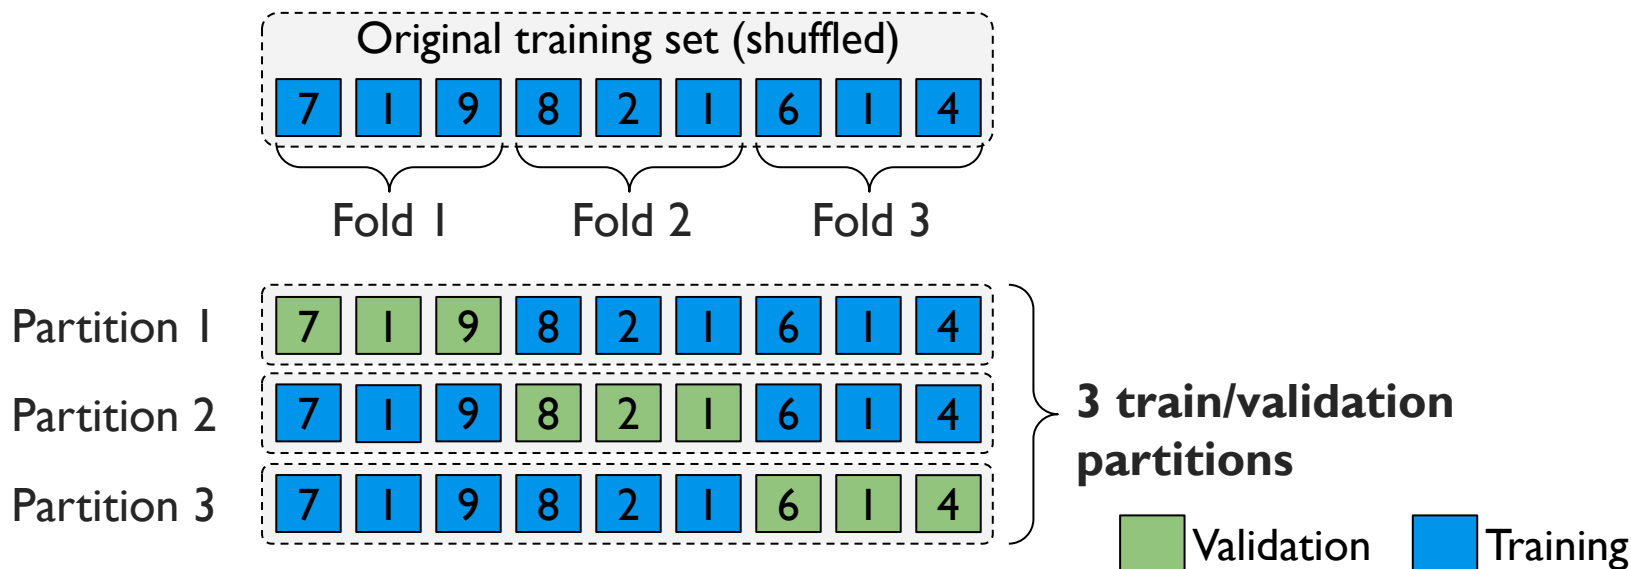 Original training set (shuffled)
7 1 9 8 2 1 6 1 4
Fold 1 Fold 2 Fold 3
Partition 1 7 1 9 8 2 1 6 1 4
Partition 2 7 1 9 8 2 1 6 1 4
Partition 3 7 1 9 8 2 1 6 1 4
3 train/validation
partitions
Validation Training